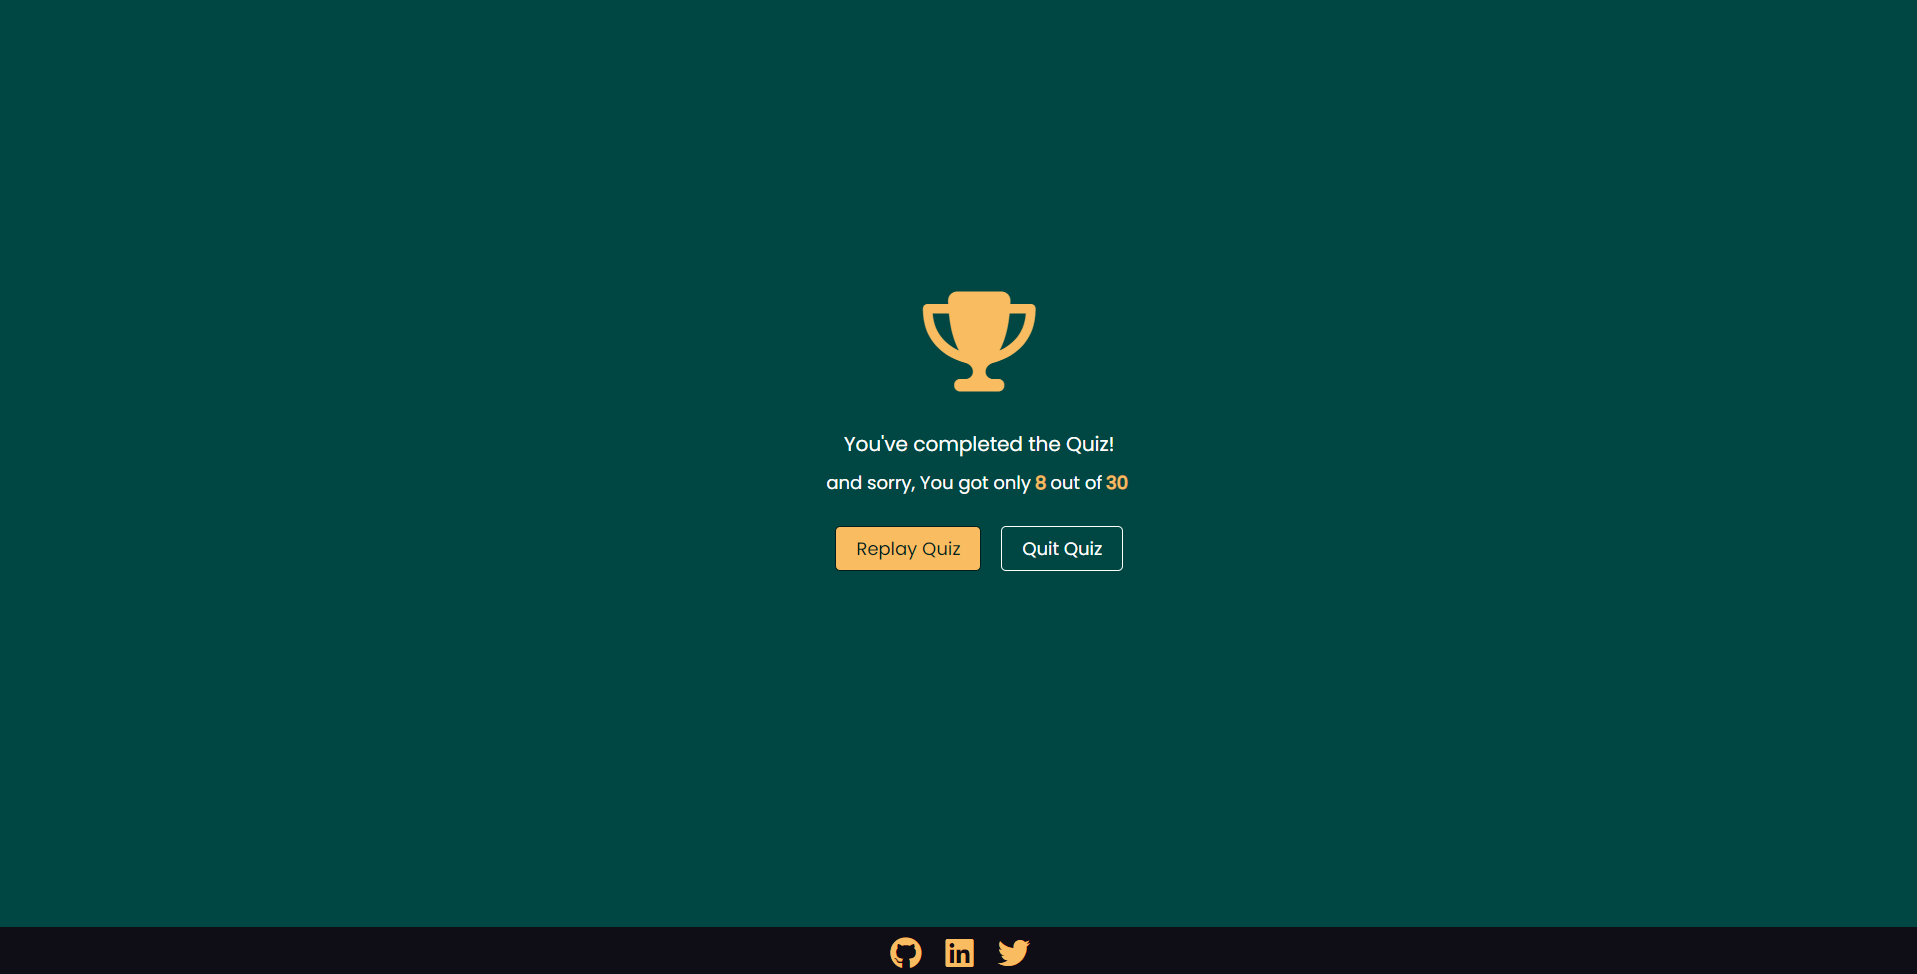 You've completed the Quiz!
and sorry, You got only 8 out of 30
Replay Quiz
Quit Quiz
in